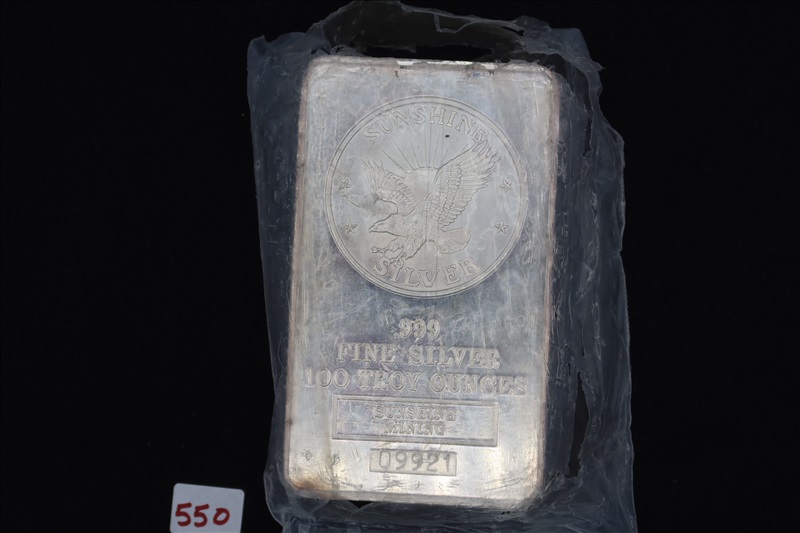 SUNSHINE
SILVER
.999
FINE SILVER
100 TROY OUNCES
SUNSHINE
MINING
09921
550